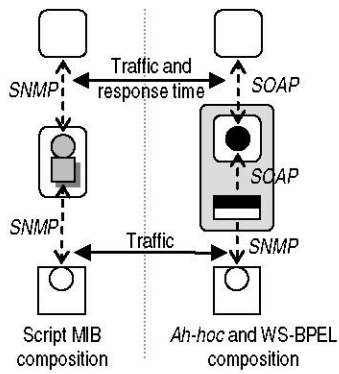 Traffic and
response time
SNMP
SOAP
SOAP
SNMP
SNMP
Traffic
Script MIB
composition
Ah-hoc and WS-BPEL
composition